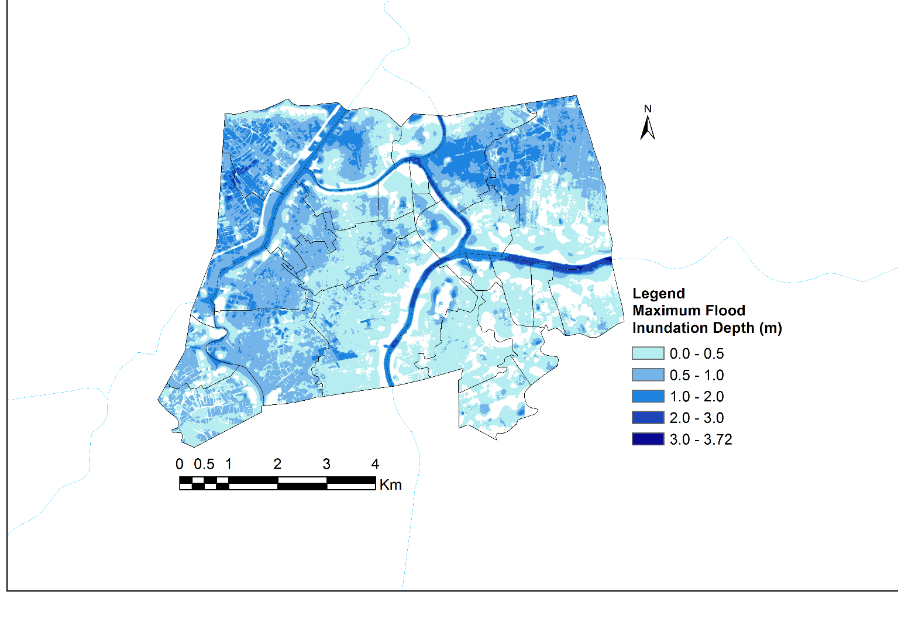 N
Legend
Maximum Flood
Inundation Depth (m)
0.0 - 0.5
0.5 - 1.0
1.0 - 2.0
2.0 - 3.0
3.0 - 3.72
0 0.5 1 2 3 4
Km